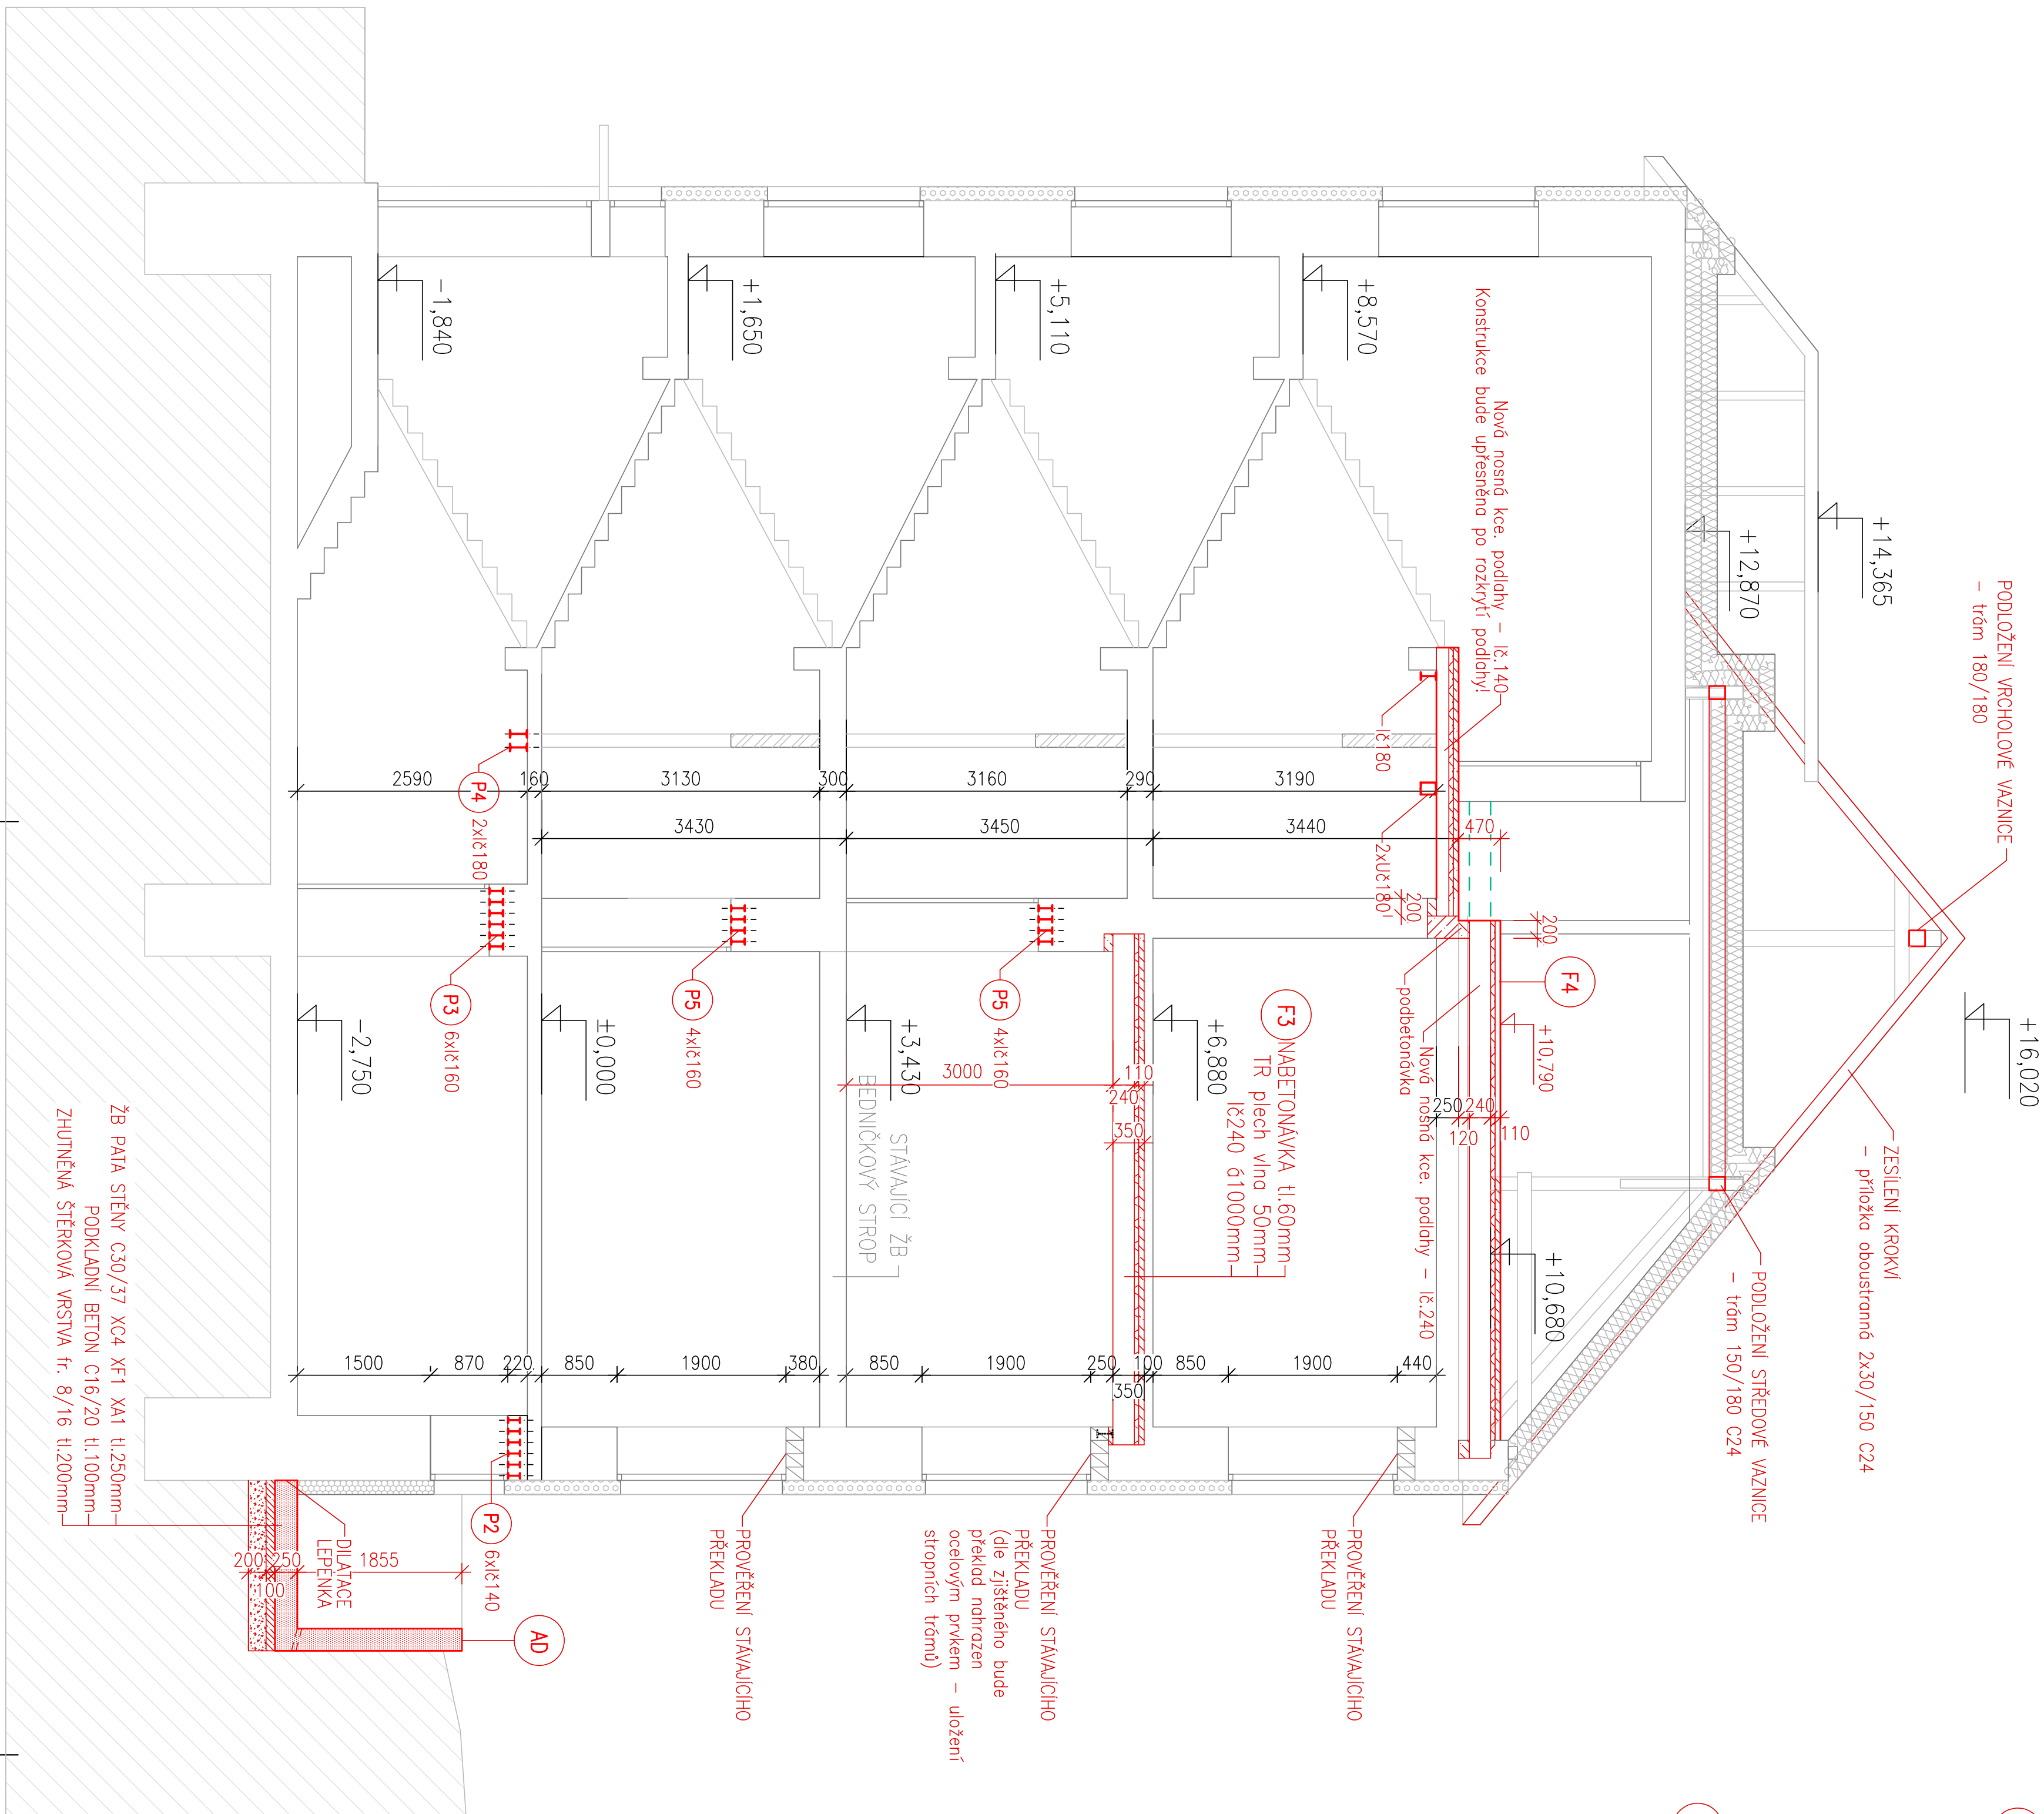 +16,020
PODLOŽENÍ VRCHOLOVÉ VAZNICE
- trám 180/180
+14,365
+12,870
ZESÍLENÍ KROKVÍ
- příložka oboustranná 2x30/150 C24
PODLOŽENÍ STŘEDOVÉ VAZNICE
- trám 150/180 C24
+8,570
+5,110
+1,650
-1,840
Nová nosná kce. podlahy - Ič.140
Konstrukce bude upřesněna po rozkrytí podlahy!
Ič180
2xUč180
200
200
podbetonávka
F4
+10,790
+10,680
Nová nosná kce. podlahy - Ič.240
250
240
120
110
2590
160
3130
300
3160
290
3190
3430
3450
3440
470
P4
2xIč180
P3
6xIč160
P5
4xIč160
P5
4xIč160
F3
NABETONÁVKA tl.60mm
TR plech vlna 50mm
Ič240 á1000mm
+6,880
+3,430
±0,000
-2,750
3000
110
240
350
STÁVAJÍCÍ ŽB
BEDNIČKOVÝ STROP
1500
870
220
850
1900
380
850
1900
250
100
350
850
1900
440
PROVĚŘENÍ STÁVAJÍCÍHO
PŘEKLADU
PROVĚŘENÍ STÁVAJÍCÍHO
PŘEKLADU
(dle zjištěného bude
překlad nahrazen
ocelovým prvkem - uložení
stropních trámů)
PROVĚŘENÍ STÁVAJÍCÍHO
PŘEKLADU
P2
6xIč140
AD
DILATACE
LEPENKA
200
250
100
1855
ŽB PATA STĚNY C30/37 XC4 XF1 XA1 tl.250mm
PODKLADNÍ BETON C16/20 tl.100mm
ZHUTNĚNÁ ŠTĚRKOVÁ VRSTVA fr. 8/16 tl.200mm